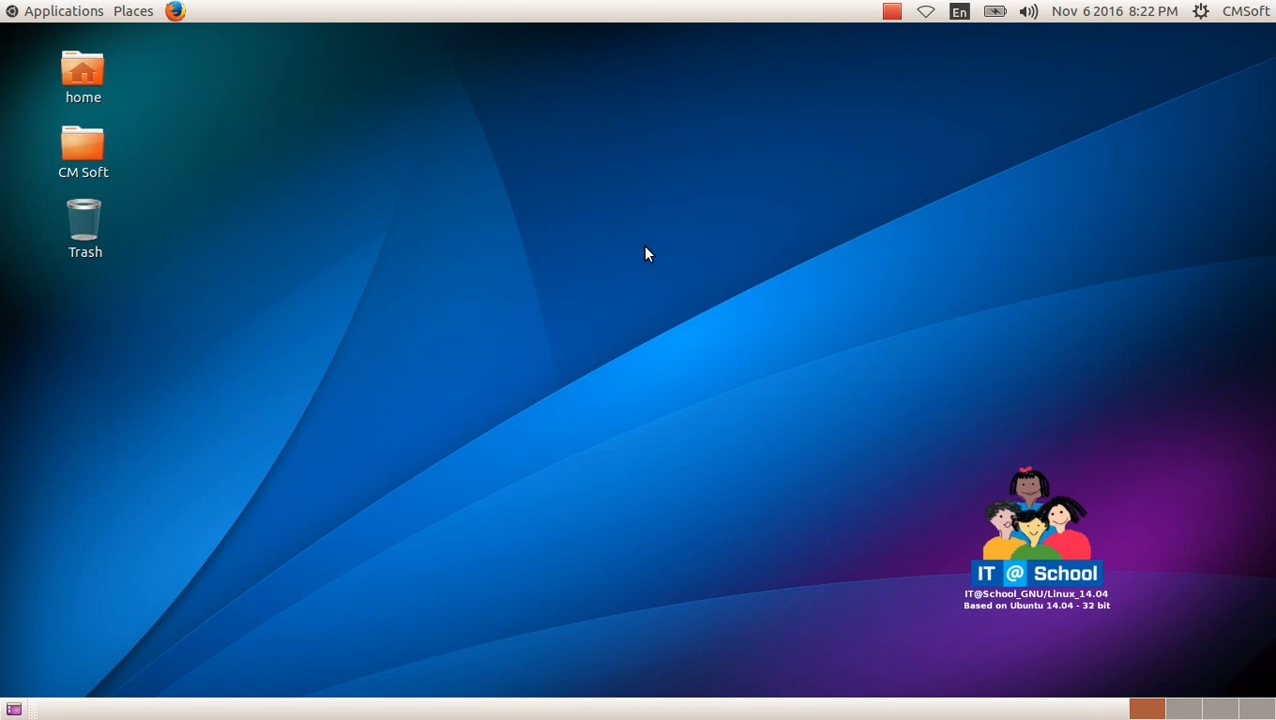 Applications Places En Nov 6 2016 8:22 PM CMSoft
home
CM Soft
Trash
IT @ School
IT@School_GNU/Linux_14.04
Based on Ubuntu 14.04 - 32 bit